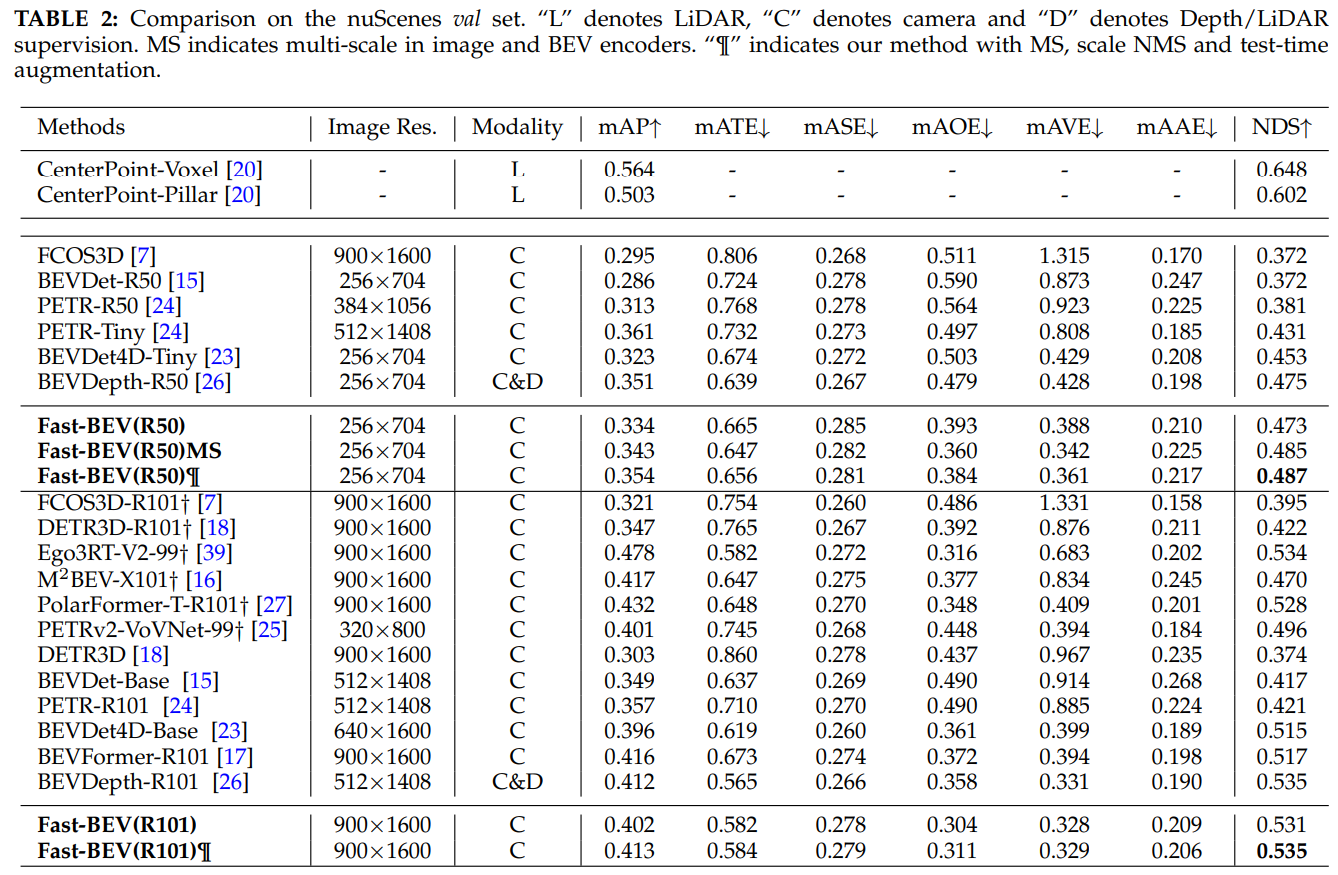 TABLE 2: Comparison on the nuScenes val set. “L” denotes LiDAR, “C” denotes camera and “D” denotes Depth/LiDAR
supervision. MS indicates multi-scale in image and BEV encoders. “¶” indicates our method with MS, scale NMS and test-time
augmentation.
Methods Image Res. Modality mAP↑ mATE↓ mASE↓ mAOE↓ mAVE↓ mAAE↓ NDS↑
CenterPoint-Voxel [20] - L 0.564 - - - - - 0.648
CenterPoint-Pillar [20] - L 0.503 - - - - - 0.602
FCOS3D [7] 900×1600 C 0.295 0.806 0.268 0.511 1.315 0.170 0.372
BEVDet-R50 [15] 256×704 C 0.286 0.724 0.278 0.590 0.873 0.247 0.372
PETR-R50 [24] 384×1056 C 0.313 0.768 0.278 0.564 0.923 0.225 0.381
PETR-Tiny [24] 512×1408 C 0.361 0.732 0.273 0.497 0.808 0.185 0.431
BEVDet4D-Tiny [23] 256×704 C 0.323 0.674 0.272 0.503 0.429 0.208 0.453
BEVDepth-R50 [26] 256×704 C&D 0.351 0.639 0.267 0.479 0.428 0.198 0.475
Fast-BEV(R50) 256×704 C 0.334 0.665 0.285 0.393 0.388 0.210 0.473
Fast-BEV(R50)MS 256×704 C 0.343 0.647 0.282 0.360 0.342 0.225 0.485
Fast-BEV(R50)¶ 256×704 C 0.354 0.656 0.281 0.384 0.361 0.217 0.487
FCOS3D-R101† [7] 900×1600 C 0.321 0.754 0.260 0.486 1.331 0.158 0.395
DETR3D-R101† [18] 900×1600 C 0.347 0.765 0.267 0.392 0.876 0.211 0.422
Ego3RT-V2-99† [39] 900×1600 C 0.478 0.582 0.272 0.316 0.683 0.202 0.534
M²BEV-X101† [16] 900×1600 C 0.417 0.647 0.275 0.377 0.834 0.245 0.470
PolarFormer-T-R101† [27] 900×1600 C 0.432 0.648 0.270 0.348 0.409 0.201 0.528
PETRv2-VoVNet-99† [25] 320×800 C 0.401 0.745 0.268 0.448 0.394 0.184 0.496
DETR3D [18] 900×1600 C 0.303 0.860 0.278 0.437 0.967 0.235 0.374
BEVDet-Base [15] 512×1408 C 0.349 0.637 0.269 0.490 0.914 0.268 0.417
PETR-R101 [24] 512×1408 C 0.357 0.710 0.270 0.490 0.885 0.224 0.421
BEVDet4D-Base [23] 640×1600 C 0.396 0.619 0.260 0.361 0.399 0.189 0.515
BEVFormer-R101 [17] 900×1600 C 0.416 0.673 0.274 0.372 0.394 0.198 0.517
BEVDepth-R101 [26] 512×1408 C&D 0.412 0.565 0.266 0.358 0.331 0.190 0.535
Fast-BEV(R101) 900×1600 C 0.402 0.582 0.278 0.304 0.328 0.209 0.531
Fast-BEV(R101)¶ 900×1600 C 0.413 0.584 0.279 0.311 0.329 0.206 0.535